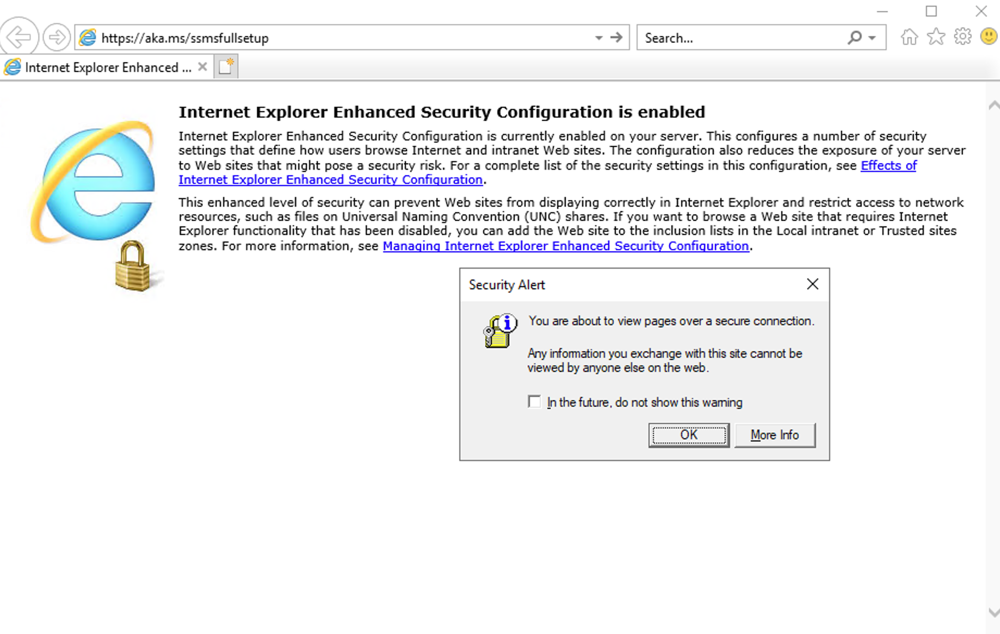 https://aka.ms/ssmsfullsetup
Search...
Internet Explorer Enhanced ...
Internet Explorer Enhanced Security Configuration is enabled
Internet Explorer Enhanced Security Configuration is currently enabled on your server. This configures a number of security
settings that define how users browse Internet and intranet Web sites. The configuration also reduces the exposure of your server
to Web sites that might pose a security risk. For a complete list of the security settings in this configuration, see Effects of
Internet Explorer Enhanced Security Configuration.
This enhanced level of security can prevent Web sites from displaying correctly in Internet Explorer and restrict access to network
resources, such as files on Universal Naming Convention (UNC) shares. If you want to browse a Web site that requires Internet
Explorer functionality that has been disabled, you can add the Web site to the inclusion lists in the Local intranet or Trusted sites
zones. For more information, see Managing Internet Explorer Enhanced Security Configuration.
Security Alert
You are about to view pages over a secure connection.
Any information you exchange with this site cannot be
viewed by anyone else on the web.
In the future, do not show this warning
OK
More Info